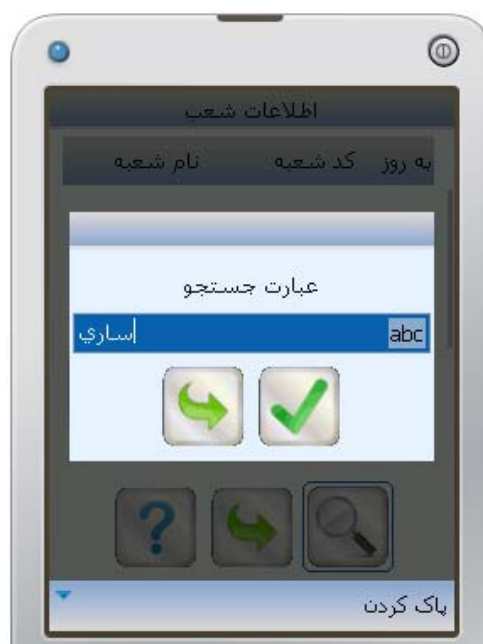 اطلاعات شعب
به روز کد شعبه نام شعبه
عبارت جستجو
abc ساري
پاک کردن